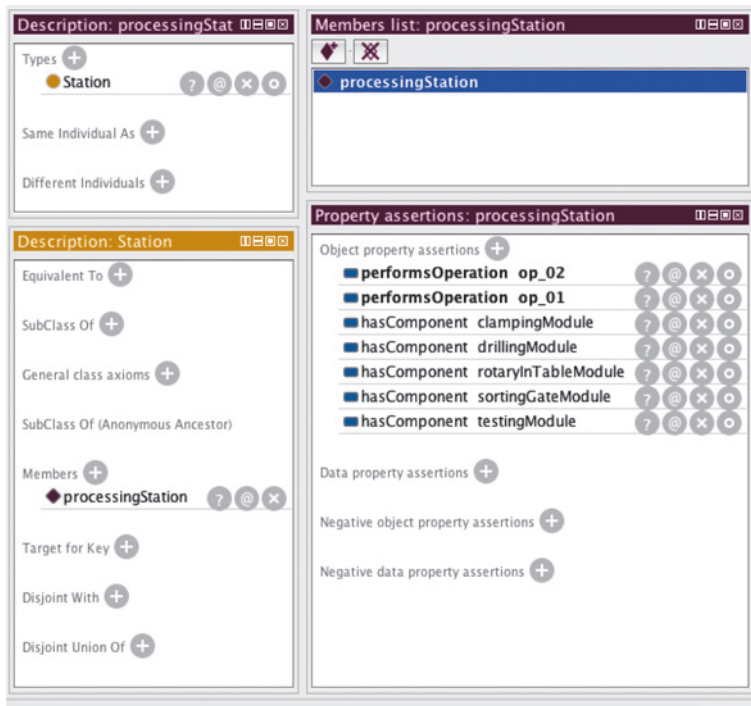 Description: processingStat
Types
Station
Same Individual As
Different Individuals
Description: Station
Equivalent To
SubClass Of
General class axioms
SubClass Of (Anonymous Ancestor)
Members
processingStation
Target for Key
Disjoint With
Disjoint Union Of
Members list: processingStation
processingStation
Property assertions: processingStation
Object property assertions
performsOperation op_02
performsOperation op_01
hasComponent clampingModule
hasComponent drillingModule
hasComponent rotaryInTableModule
hasComponent sortingGateModule
hasComponent testingModule
Data property assertions
Negative object property assertions
Negative data property assertions